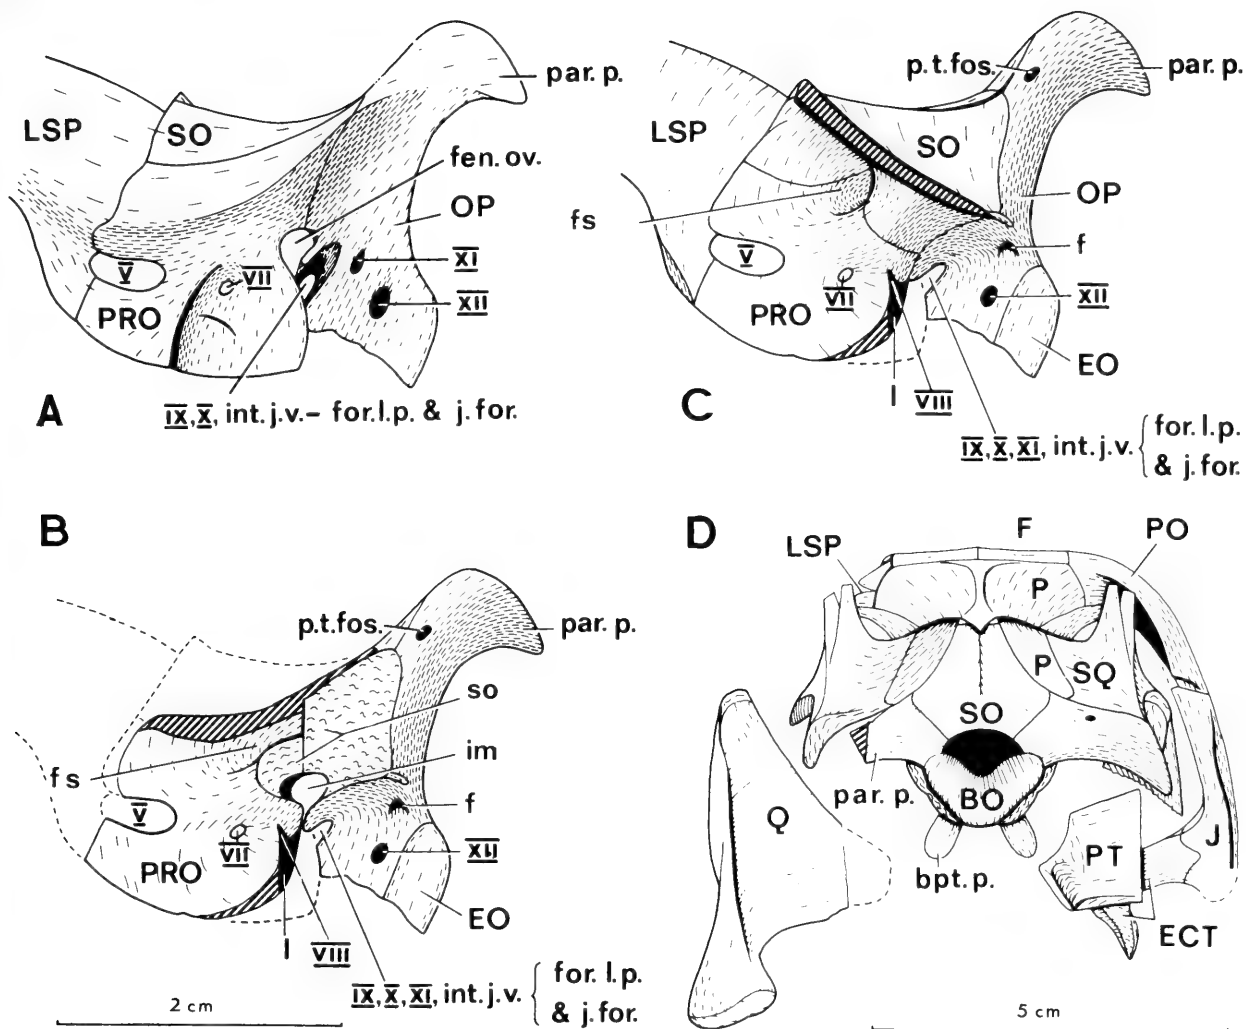 par. p.
LSP
SO
fen. ov.
OP
V
VII
XI
XII
PRO
A
IX, X, int. j. v. – for. l. p. & j. for.
p. t. fos.
par. p.
LSP
SO
fs
OP
V
VII
f
XII
PRO
EO
C
l
VIII
IX, X, XI, int. j. v.
for. l. p.
& j. for.
B
p. t. fos.
par. p.
so
im
fs
V
f
VII
XII
PRO
EO
l
VIII
IX, X, XI, int. j. v.
for. l. p.
& j. for.
2 cm
D
F
PO
LSP
P
P
SQ
SO
par. p.
BO
Q
J
PT
bpt. p.
ECT
5 cm